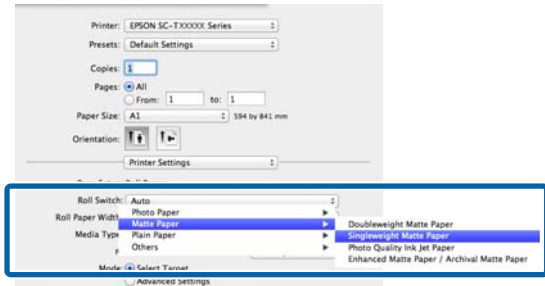 Printer: EPSON SC-TXXXXX Series
Presets: Default Settings
Copies: 1
Pages: All
From: 1 to: 1
Paper Size: A1 594 by 841 mm
Orientation:
Printer Settings
Roll Switch: Auto
Roll Paper Width
Photo Paper
Matte Paper
Media Type
Plain Paper
Others
Doubleweight Matte Paper
Singleweight Matte Paper
Photo Quality Ink Jet Paper
Enhanced Matte Paper / Archival Matte Paper
Mode: Select Target
Advanced Settings